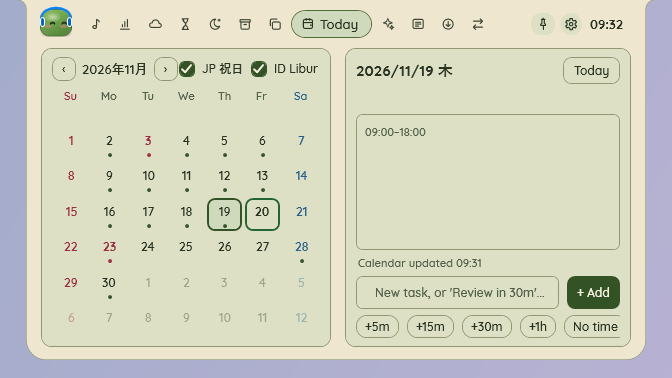 Today
09:32
‹ 2026年11月 › JP 祝日 ID Libur
Su Mo Tu We Th Fr Sa
1 2 3 4 5 6 7
8 9 10 11 12 13 14
15 16 17 18 19 20 21
22 23 24 25 26 27 28
29 30 1 2 3 4 5
6 7 8 9 10 11 12
2026/11/19 木 Today
09:00–18:00
Calendar updated 09:31
New task, or 'Review in 30m'... + Add
+5m +15m +30m +1h No time